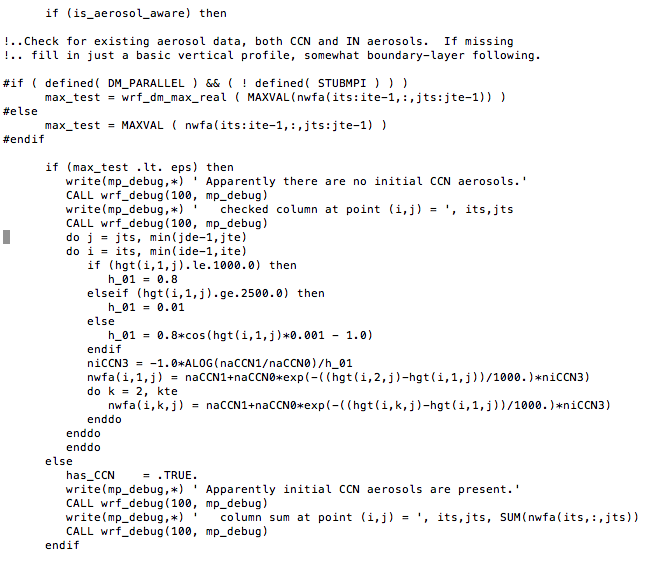 if (is_aerosol_aware) then
!..Check for existing aerosol data, both CCN and IN aerosols.  If missing
!.. fill in just a basic vertical profile, somewhat boundary-layer following.
#if ( defined( DM_PARALLEL ) && ( ! defined( STUBMPI ) ) )
      max_test = wrf_dm_max_real ( MAXVAL(nwfa(its:ite-1,:,jts:jte-1)) )
#else
      max_test = MAXVAL ( nwfa(its:ite-1,:,jts:jte-1) )
#endif
      if (max_test .lt. eps) then
         write(mp_debug,*) ' Apparently there are no initial CCN aerosols.'
         CALL wrf_debug(100, mp_debug)
         write(mp_debug,*) '   checked column at point (i,j) = ', its,jts
         CALL wrf_debug(100, mp_debug)
         do j = jts, min(jde-1,jte)
         do i = its, min(ide-1,ite)
            if (hgt(i,1,j).le.1000.0) then
               h_01 = 0.8
            elseif (hgt(i,1,j).ge.2500.0) then
               h_01 = 0.01
            else
               h_01 = 0.8*cos(hgt(i,1,j)*0.001 - 1.0)
            endif
            niCCN3 = -1.0*ALOG(naCCN1/naCCN0)/h_01
            nwfa(i,1,j) = naCCN1+naCCN0*exp(-((hgt(i,2,j)-hgt(i,1,j))/1000.)*niCCN3)
            do k = 2, kte
               nwfa(i,k,j) = naCCN1+naCCN0*exp(-((hgt(i,k,j)-hgt(i,1,j))/1000.)*niCCN3)
            enddo
         enddo
         enddo
      else
         has_CCN    = .TRUE.
         write(mp_debug,*) ' Apparently initial CCN aerosols are present.'
         CALL wrf_debug(100, mp_debug)
         write(mp_debug,*) '   column sum at point (i,j) = ', its,jts, SUM(nwfa(its,:,jts))
         CALL wrf_debug(100, mp_debug)
      endif